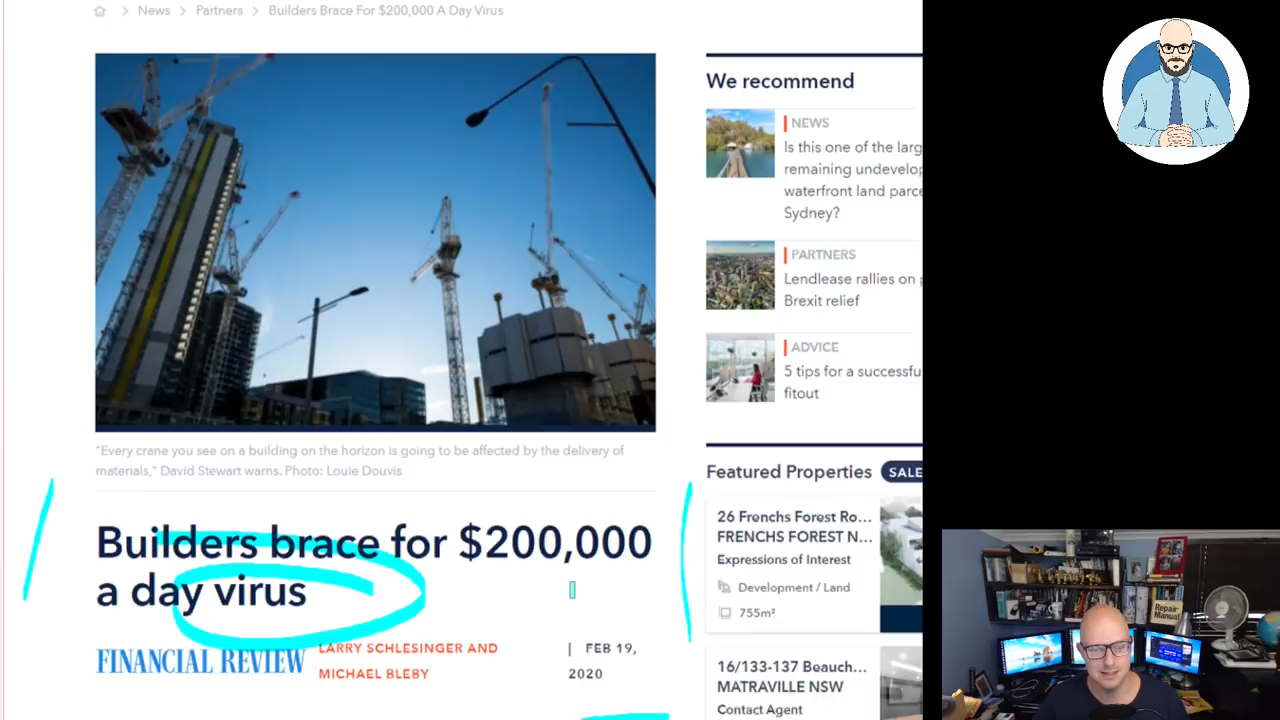 News > Partners > Builders Brace For $200,000 A Day Virus
"Every crane you see on a building on the horizon is going to be affected by the delivery of
materials," David Stewart warns. Photo: Louie Douvis
Builders brace for $200,000
a day virus
FINANCIAL REVIEW
LARRY SCHLESINGER AND
MICHAEL BLEBY
| FEB 19,
2020
We recommend
NEWS
Is this one of the larg
remaining undevelop
waterfront land parce
Sydney?
PARTNERS
Lendlease rallies on p
Brexit relief
ADVICE
5 tips for a successfu
fitout
Featured Properties SALE
26 Frenchs Forest Ro...
FRENCHS FOREST N...
Expressions of Interest
Development / Land
755m²
16/133-137 Beauch...
MATRAVILLE NSW
Contact Agent
Repair
Manual